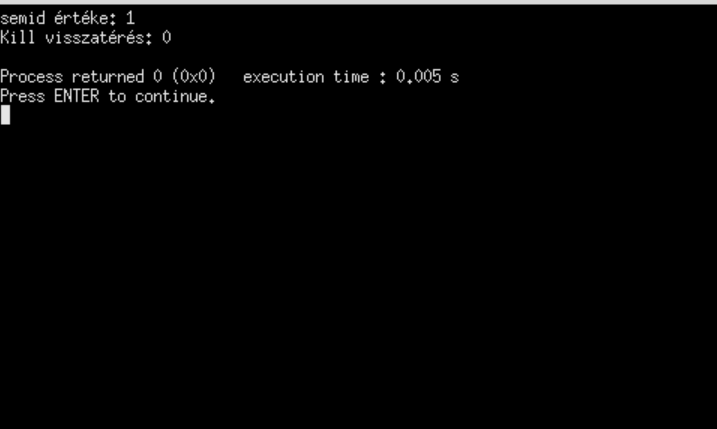 semid értéke: 1
Kill visszatérés: 0
Process returned 0 (0x0)   execution time : 0.005 s
Press ENTER to continue.